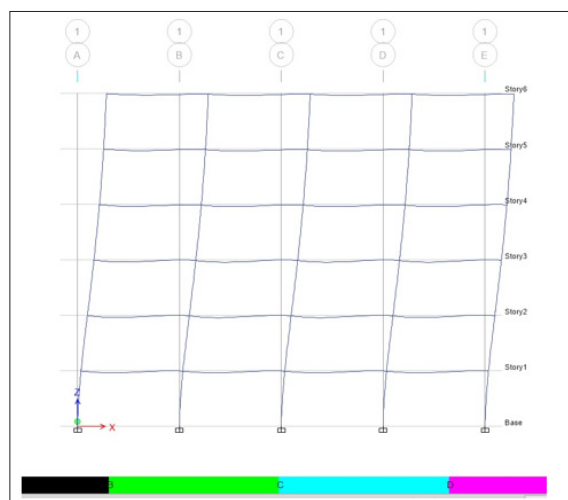 1 1 1 1 1
A B C D E
Story6
Story5
Story4
Story3
Story2
Story1
Z
Base
X
B C D